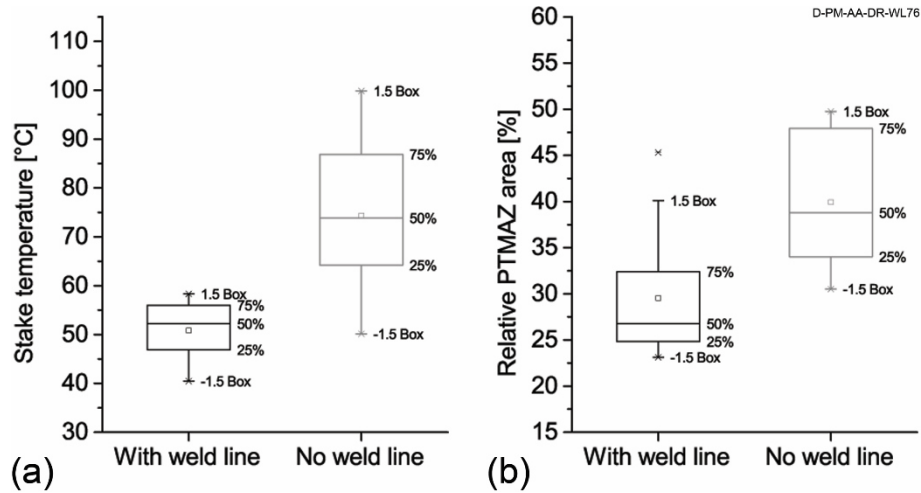 D-PM-AA-DR-WL76
Stake temperature [°C]
110
100
90
80
70
60
50
40
30
1.5 Box
75%
50%
25%
-1.5 Box
1.5 Box
75%
50%
25%
-1.5 Box
With weld line
No weld line
(a)
Relative PTMAZ area [%]
60
55
50
45
40
35
30
25
20
15
1.5 Box
75%
50%
25%
-1.5 Box
1.5 Box
75%
50%
25%
-1.5 Box
With weld line
No weld line
(b)